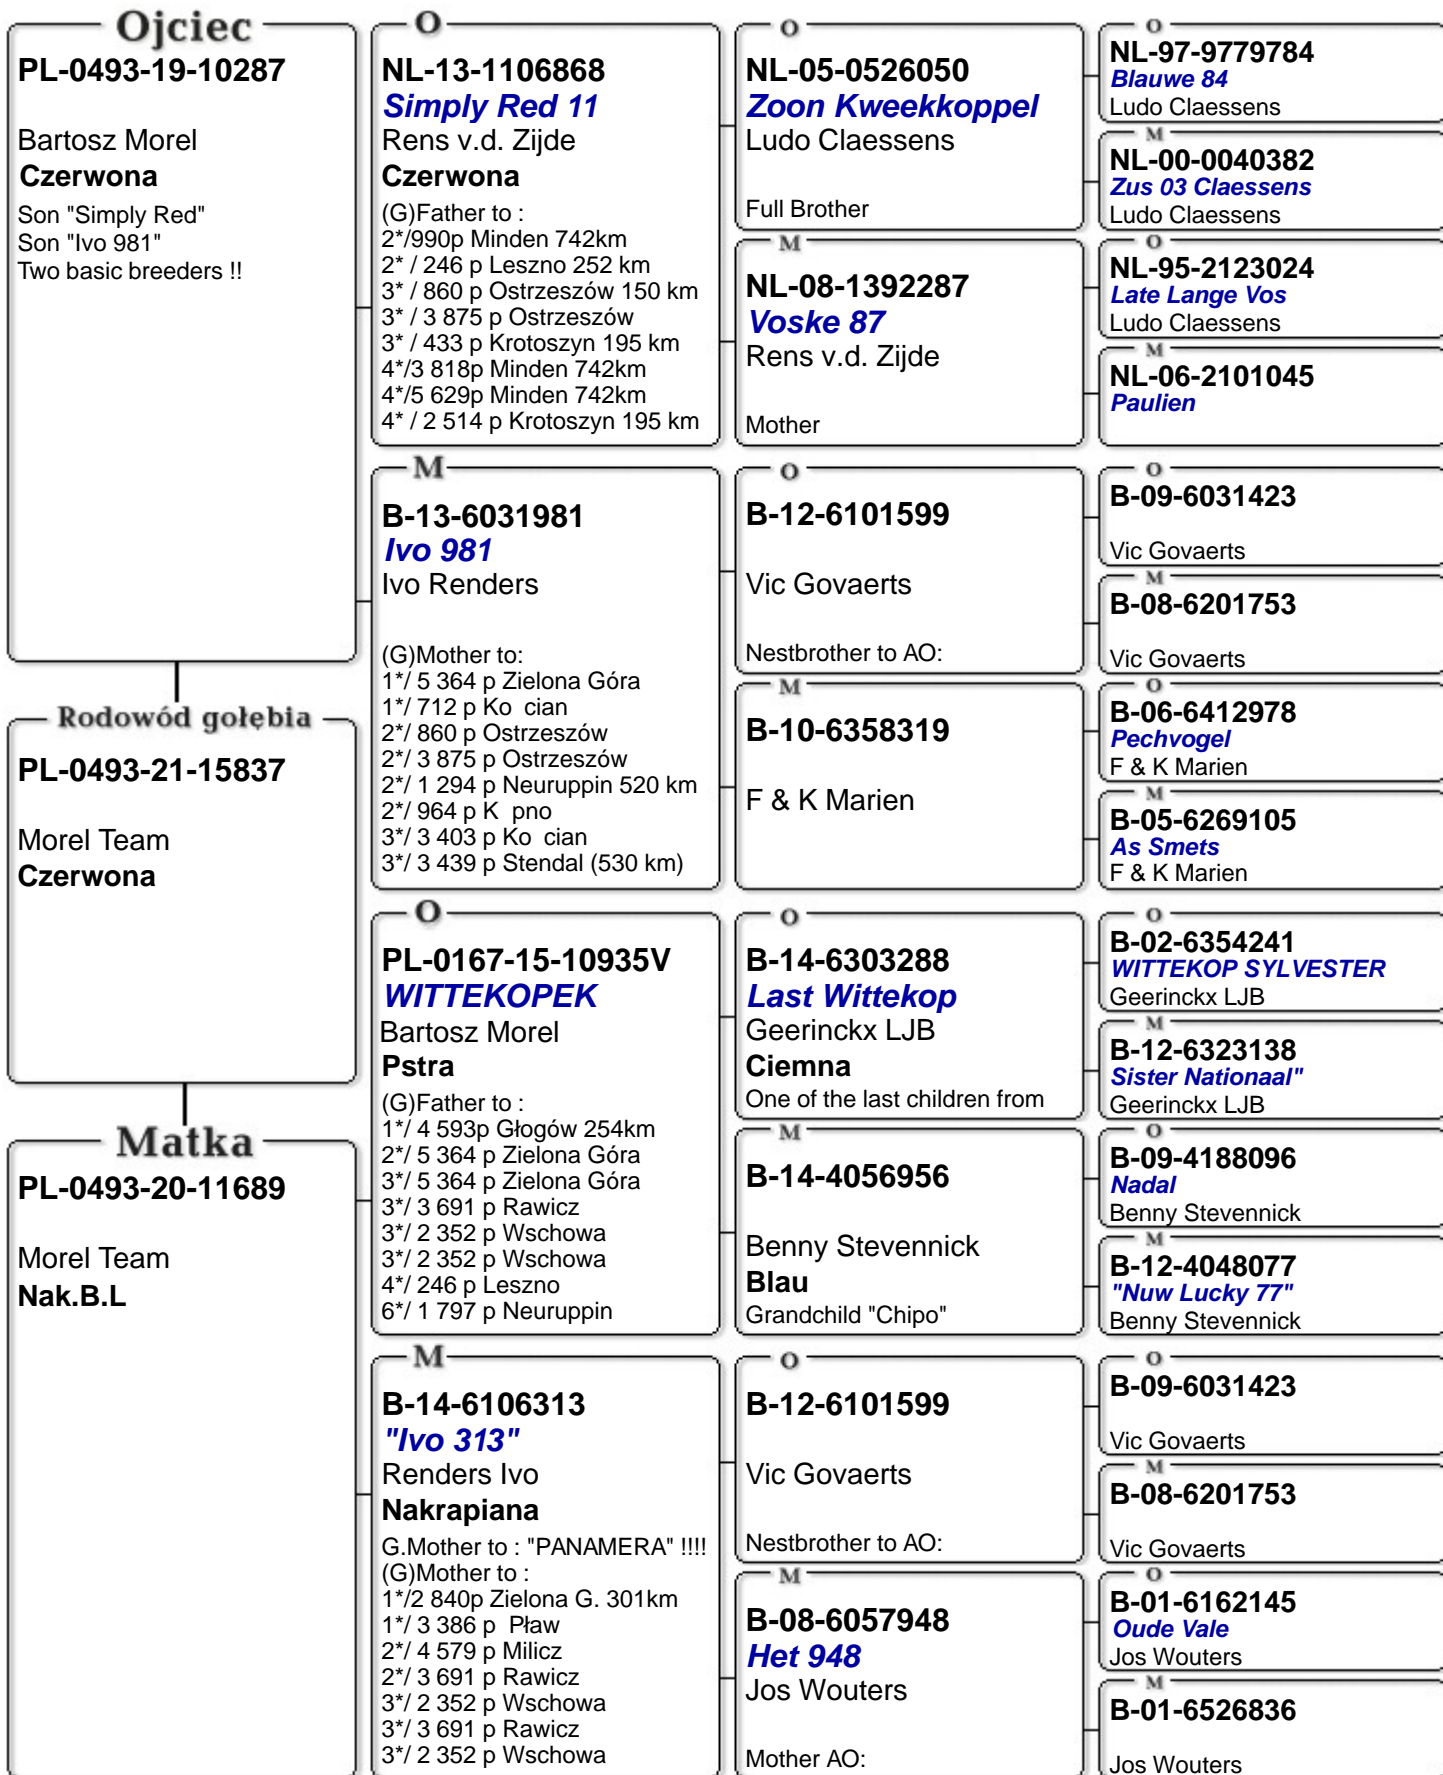 Ojciec
PL-0493-19-10287
Bartosz Morel
Czerwona
Son "Simply Red"
Son "Ivo 981"
Two basic breeders !!
Rodowód gołębia
PL-0493-21-15837
Morel Team
Czerwona
Matka
PL-0493-20-11689
Morel Team
Nak.B.L
O
NL-13-1106868
Simply Red 11
Rens v.d. Zijde
Czerwona
(G)Father to :
2*/990p Minden 742km
2* / 246 p Leszno 252 km
3* / 860 p Ostrzeszów 150 km
3* / 3 875 p Ostrzeszów
3* / 433 p Krotoszyn 195 km
4*/3 818p Minden 742km
4*/5 629p Minden 742km
4* / 2 514 p Krotoszyn 195 km
M
B-13-6031981
Ivo 981
Ivo Renders
(G)Mother to:
1*/ 5 364 p Zielona Góra
1*/ 712 p Ko cian
2*/ 860 p Ostrzeszów
2*/ 3 875 p Ostrzeszów
2*/ 1 294 p Neuruppin 520 km
2*/ 964 p K pno
3*/ 3 403 p Ko cian
3*/ 3 439 p Stendal (530 km)
O
PL-0167-15-10935V
WITTEKOPEK
Bartosz Morel
Pstra
(G)Father to :
1*/ 4 593p Głogów 254km
2*/ 5 364 p Zielona Góra
3*/ 5 364 p Zielona Góra
3*/ 3 691 p Rawicz
3*/ 2 352 p Wschowa
3*/ 2 352 p Wschowa
4*/ 246 p Leszno
6*/ 1 797 p Neuruppin
M
B-14-6106313
"Ivo 313"
Renders Ivo
Nakrapiana
G.Mother to : "PANAMERA" !!!!
(G)Mother to :
1*/2 840p Zielona G. 301km
1*/ 3 386 p Pław
2*/ 4 579 p Milicz
2*/ 3 691 p Rawicz
3*/ 2 352 p Wschowa
3*/ 3 691 p Rawicz
3*/ 2 352 p Wschowa
O
NL-05-0526050
Zoon Kweekkoppel
Ludo Claessens
Full Brother
M
NL-08-1392287
Voske 87
Rens v.d. Zijde
Mother
O
B-12-6101599
Vic Govaerts
Nestbrother to AO:
M
B-10-6358319
F & K Marien
O
B-14-6303288
Last Wittekop
Geerinckx LJB
Ciemna
One of the last children from
M
B-14-4056956
Benny Stevennick
Blau
Grandchild "Chipo"
O
B-12-6101599
Vic Govaerts
Nestbrother to AO:
M
B-08-6057948
Het 948
Jos Wouters
Mother AO:
O
NL-97-9779784
Blauwe 84
Ludo Claessens
M
NL-00-0040382
Zus 03 Claessens
Ludo Claessens
O
NL-95-2123024
Late Lange Vos
Ludo Claessens
M
NL-06-2101045
Paulien
O
B-09-6031423
Vic Govaerts
M
B-08-6201753
Vic Govaerts
O
B-06-6412978
Pechvogel
F & K Marien
M
B-05-6269105
As Smets
F & K Marien
O
B-02-6354241
WITTEKOP SYLVESTER
Geerinckx LJB
M
B-12-6323138
Sister Nationaal"
Geerinckx LJB
O
B-09-4188096
Nadal
Benny Stevennick
M
B-12-4048077
"Nuw Lucky 77"
Benny Stevennick
O
B-09-6031423
Vic Govaerts
M
B-08-6201753
Vic Govaerts
O
B-01-6162145
Oude Vale
Jos Wouters
M
B-01-6526836
Jos Wouters